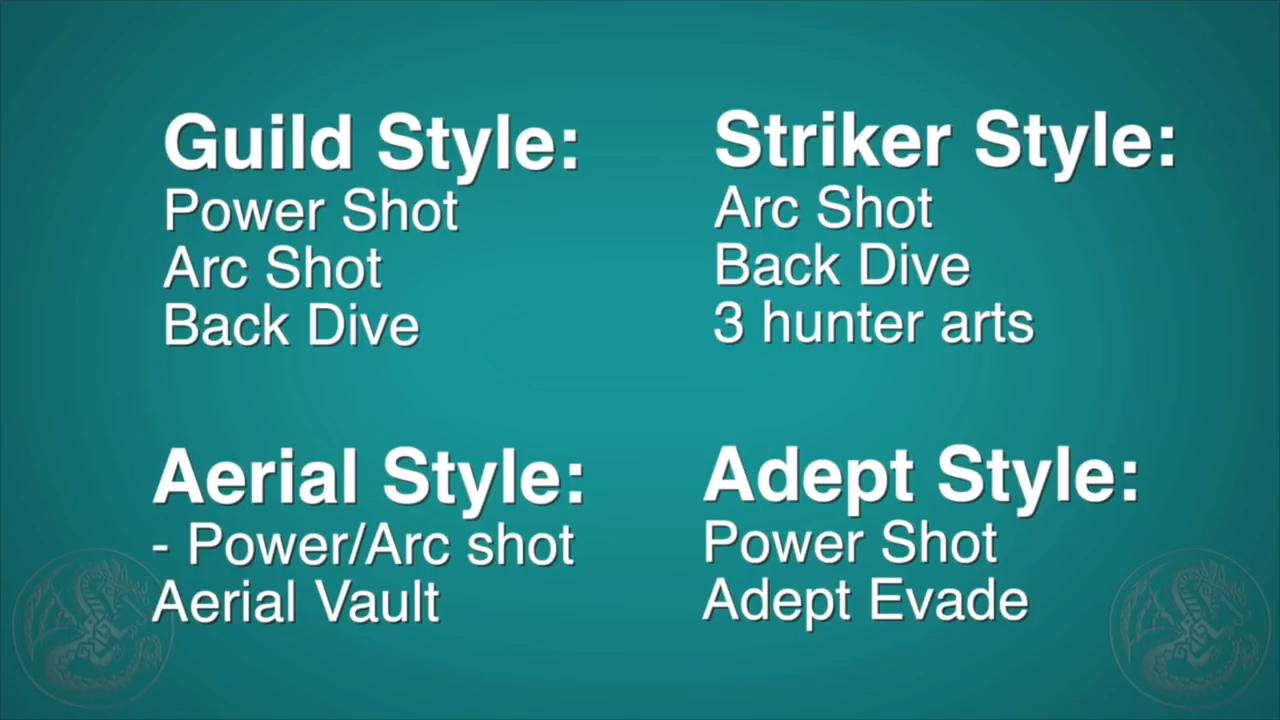 Guild Style:
Power Shot
Arc Shot
Back Dive
Striker Style:
Arc Shot
Back Dive
3 hunter arts
Aerial Style:
- Power/Arc shot
Aerial Vault
Adept Style:
Power Shot
Adept Evade